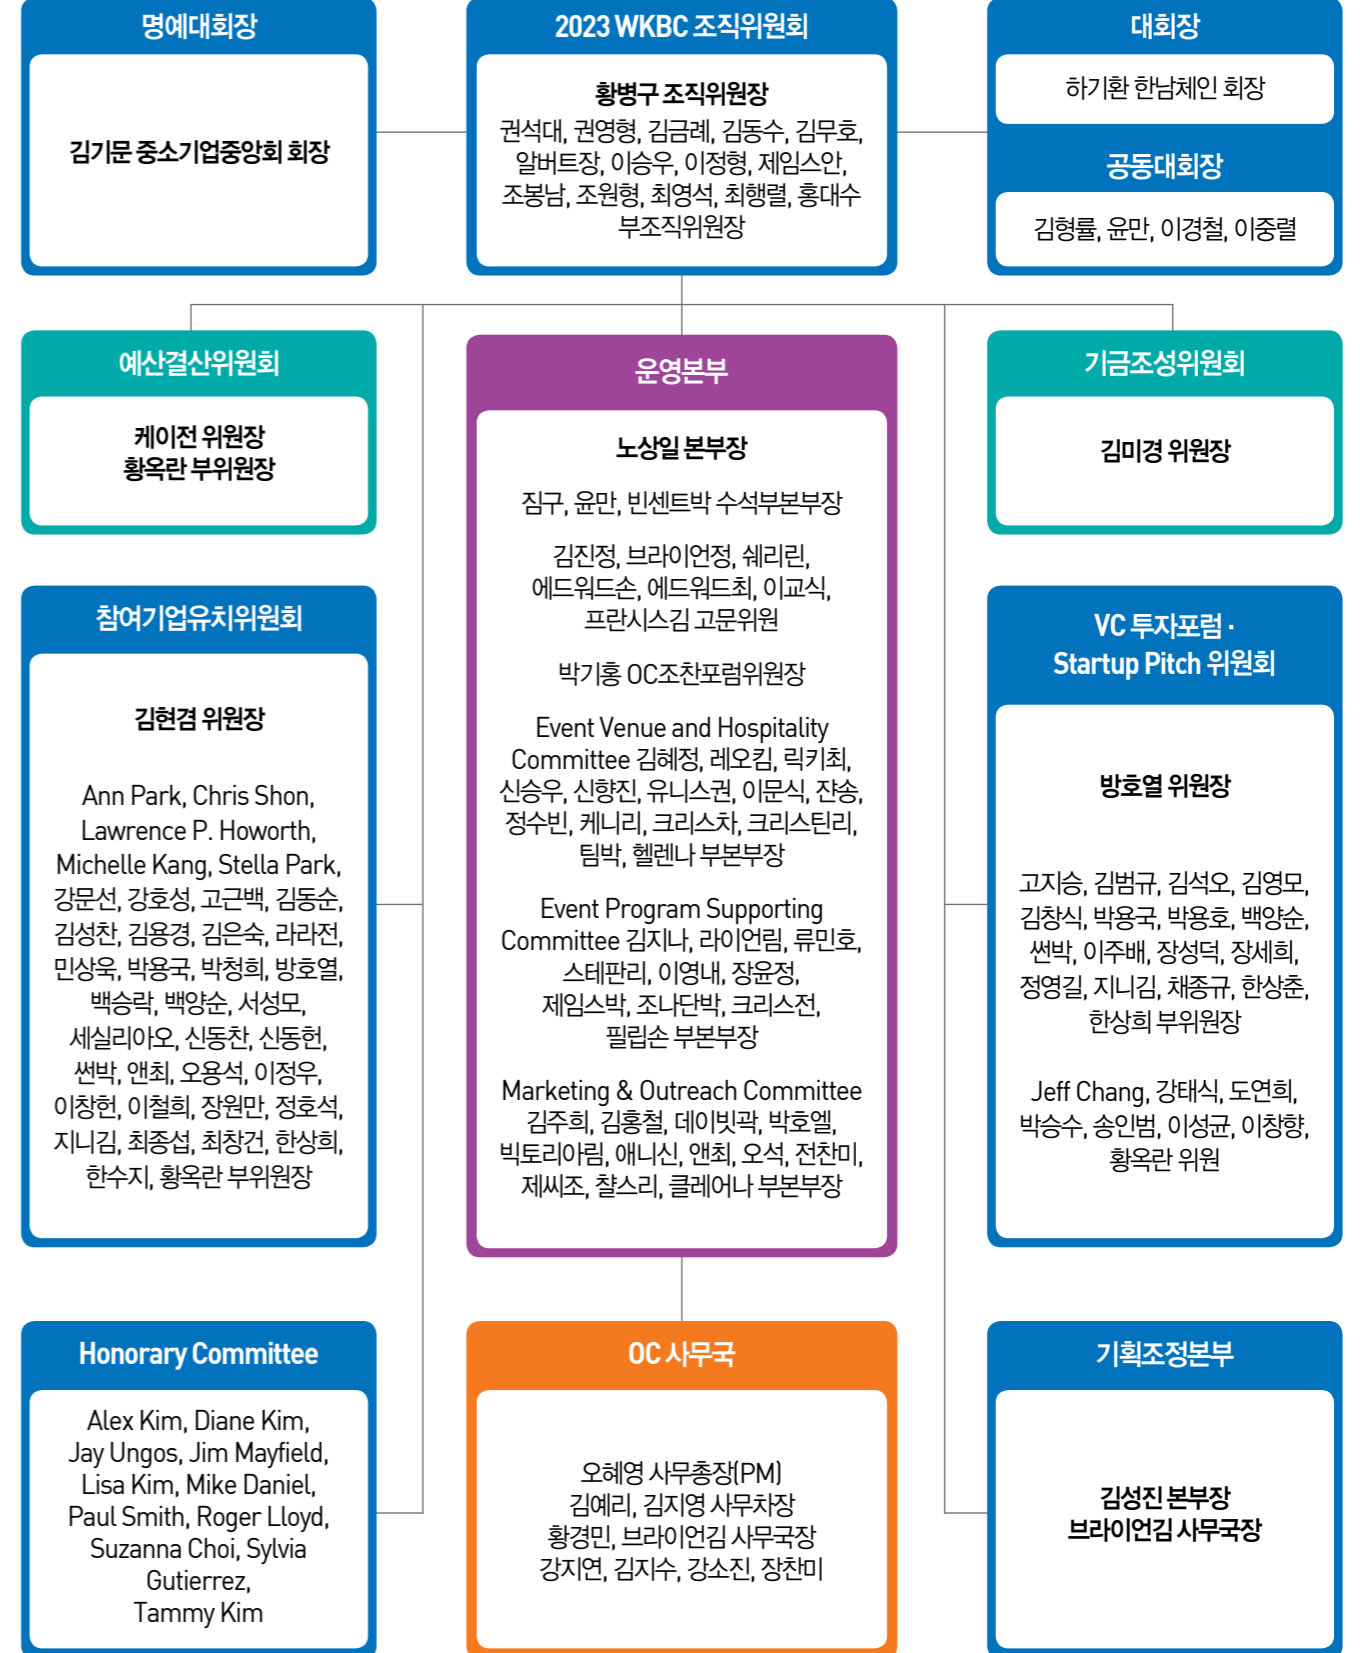 명예대회장
김기문 중소기업중앙회 회장
2023 WKBC 조직위원회
황병구 조직위원장
권석대, 권영형, 김금례, 김동수, 김무호,
알버트장, 이승우, 이정형, 제임스안,
조봉남, 조원형, 최영석, 최행렬, 홍대수
부조직위원장
대회장
하기환 한남체인 회장
공동대회장
김형률, 윤만, 이경철, 이중렬
예산결산위원회
케이전 위원장
황옥란 부위원장
운영본부
노상일 본부장
짐구, 윤만, 빈센트박 수석부본부장
김진정, 브라이언정, 쉐리린,
에드워드손, 에드워드최, 이교식,
프란시스김 고문위원
박기홍 OC조찬포럼위원장
Event Venue and Hospitality
Committee 김혜정, 레오킴, 릭키최,
신승우, 신향진, 유니스권, 이문식, 쟌송,
정수빈, 케니리, 크리스차, 크리스틴리,
팀박, 헬렌나 부본부장
Event Program Supporting
Committee 김지나, 라이언림, 류민호,
스테판리, 이영내, 장윤정,
제임스박, 조나단박, 크리스전,
필립손 부본부장
Marketing & Outreach Committee
김주희, 김홍철, 데이빗곽, 박호엘,
빅토리아림, 애니신, 앤최, 오석, 전찬미,
제씨조, 챨스리, 클레어나 부본부장
기금조성위원회
김미경 위원장
참여기업유치위원회
김현겸 위원장
Ann Park, Chris Shon,
Lawrence P. Howorth,
Michelle Kang, Stella Park,
강문선, 강호성, 고근백, 김동순,
김성찬, 김용경, 김은숙, 라라전,
민상욱, 박용국, 박청희, 방호열,
백승락, 백양순, 서성모,
세실리아오, 신동찬, 신동헌,
썬박, 앤최, 오용석, 이정우,
이창헌, 이철희, 장원만, 정호석,
지니김, 최종섭, 최창건, 한상희,
한수지, 황옥란 부위원장
VC 투자포럼 ·
Startup Pitch 위원회
방호열 위원장
고지승, 김범규, 김석오, 김영모,
김창식, 박용국, 박용호, 백양순,
썬박, 이주배, 장성덕, 장세희,
정영길, 지니김, 채종규, 한상춘,
한상희 부위원장
Jeff Chang, 강태식, 도연희,
박승수, 송인범, 이성균, 이창향,
황옥란 위원
Honorary Committee
Alex Kim, Diane Kim,
Jay Ungos, Jim Mayfield,
Lisa Kim, Mike Daniel,
Paul Smith, Roger Lloyd,
Suzanna Choi, Sylvia
Gutierrez,
Tammy Kim
OC 사무국
오혜영 사무총장(PM)
김예리, 김지영 사무차장
황경민, 브라이언김 사무국장
강지연, 김지수, 강소진, 장찬미
기획조정본부
김성진 본부장
브라이언김 사무국장